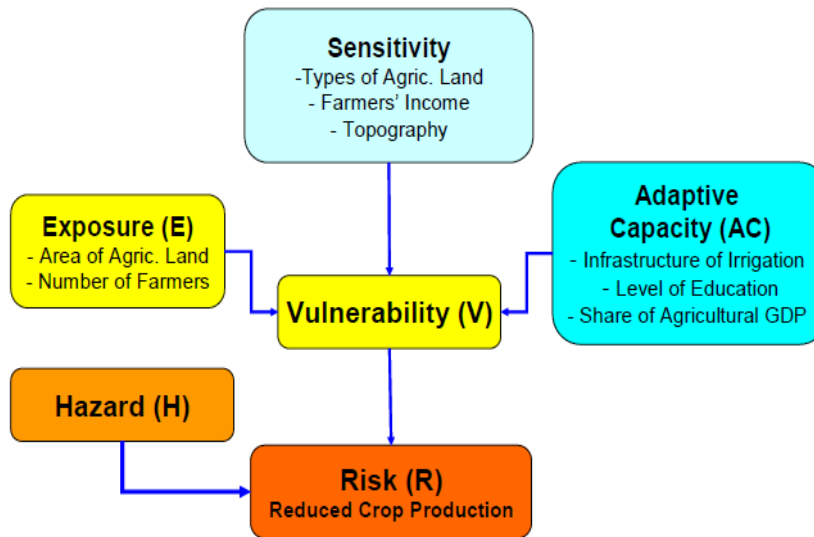 Sensitivity
-Types of Agric. Land
- Farmers' Income
- Topography
Exposure (E)
- Area of Agric. Land
- Number of Farmers
Adaptive
Capacity (AC)
- Infrastructure of Irrigation
- Level of Education
- Share of Agricultural GDP
Vulnerability (V)
Hazard (H)
Risk (R)
Reduced Crop Production